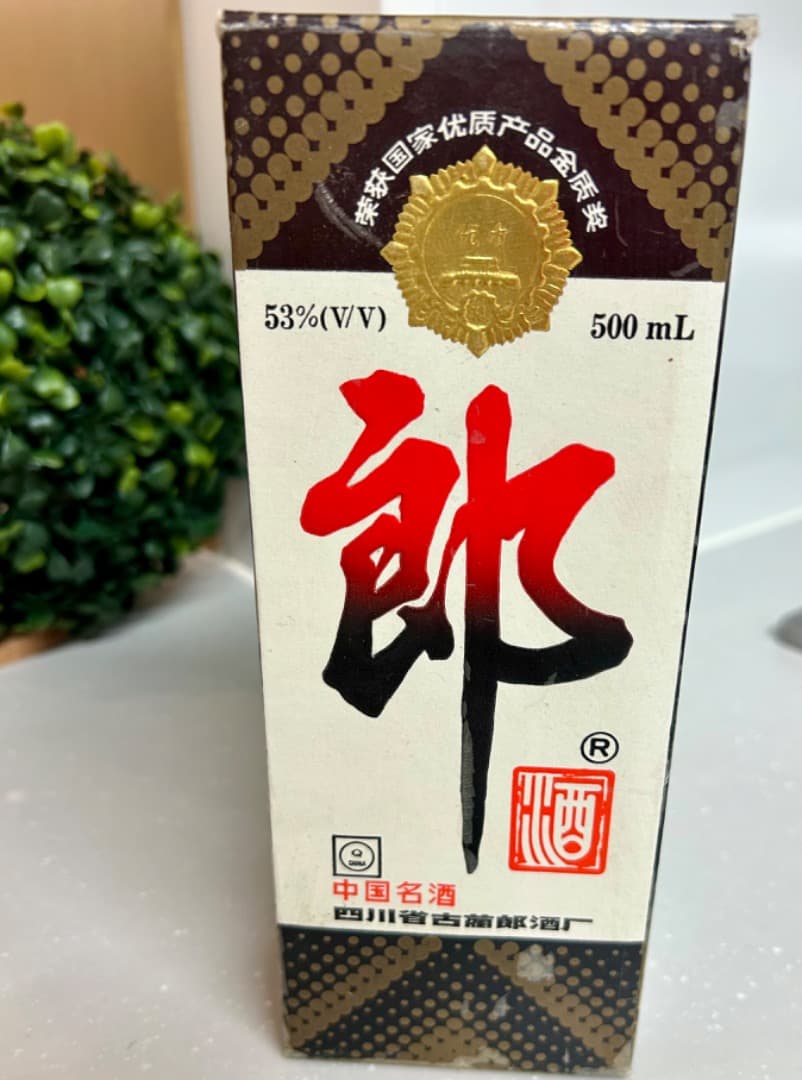 荣获国家优质产品金质奖
53%(V/V)
500 mL
郎
®
酒
中国名酒
四川省古蔺郎酒厂